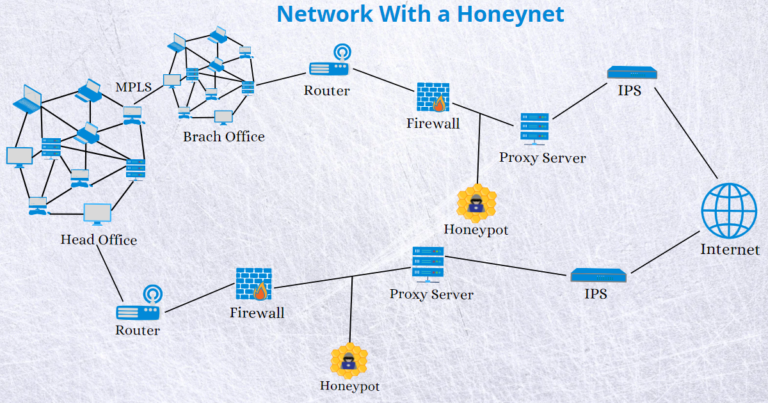 Network With a Honeynet
MPLS
Router
IPS
Brach Office
Firewall
Proxy Server
Honeypot
Head Office
Internet
Router
Firewall
Proxy Server
IPS
Honeypot